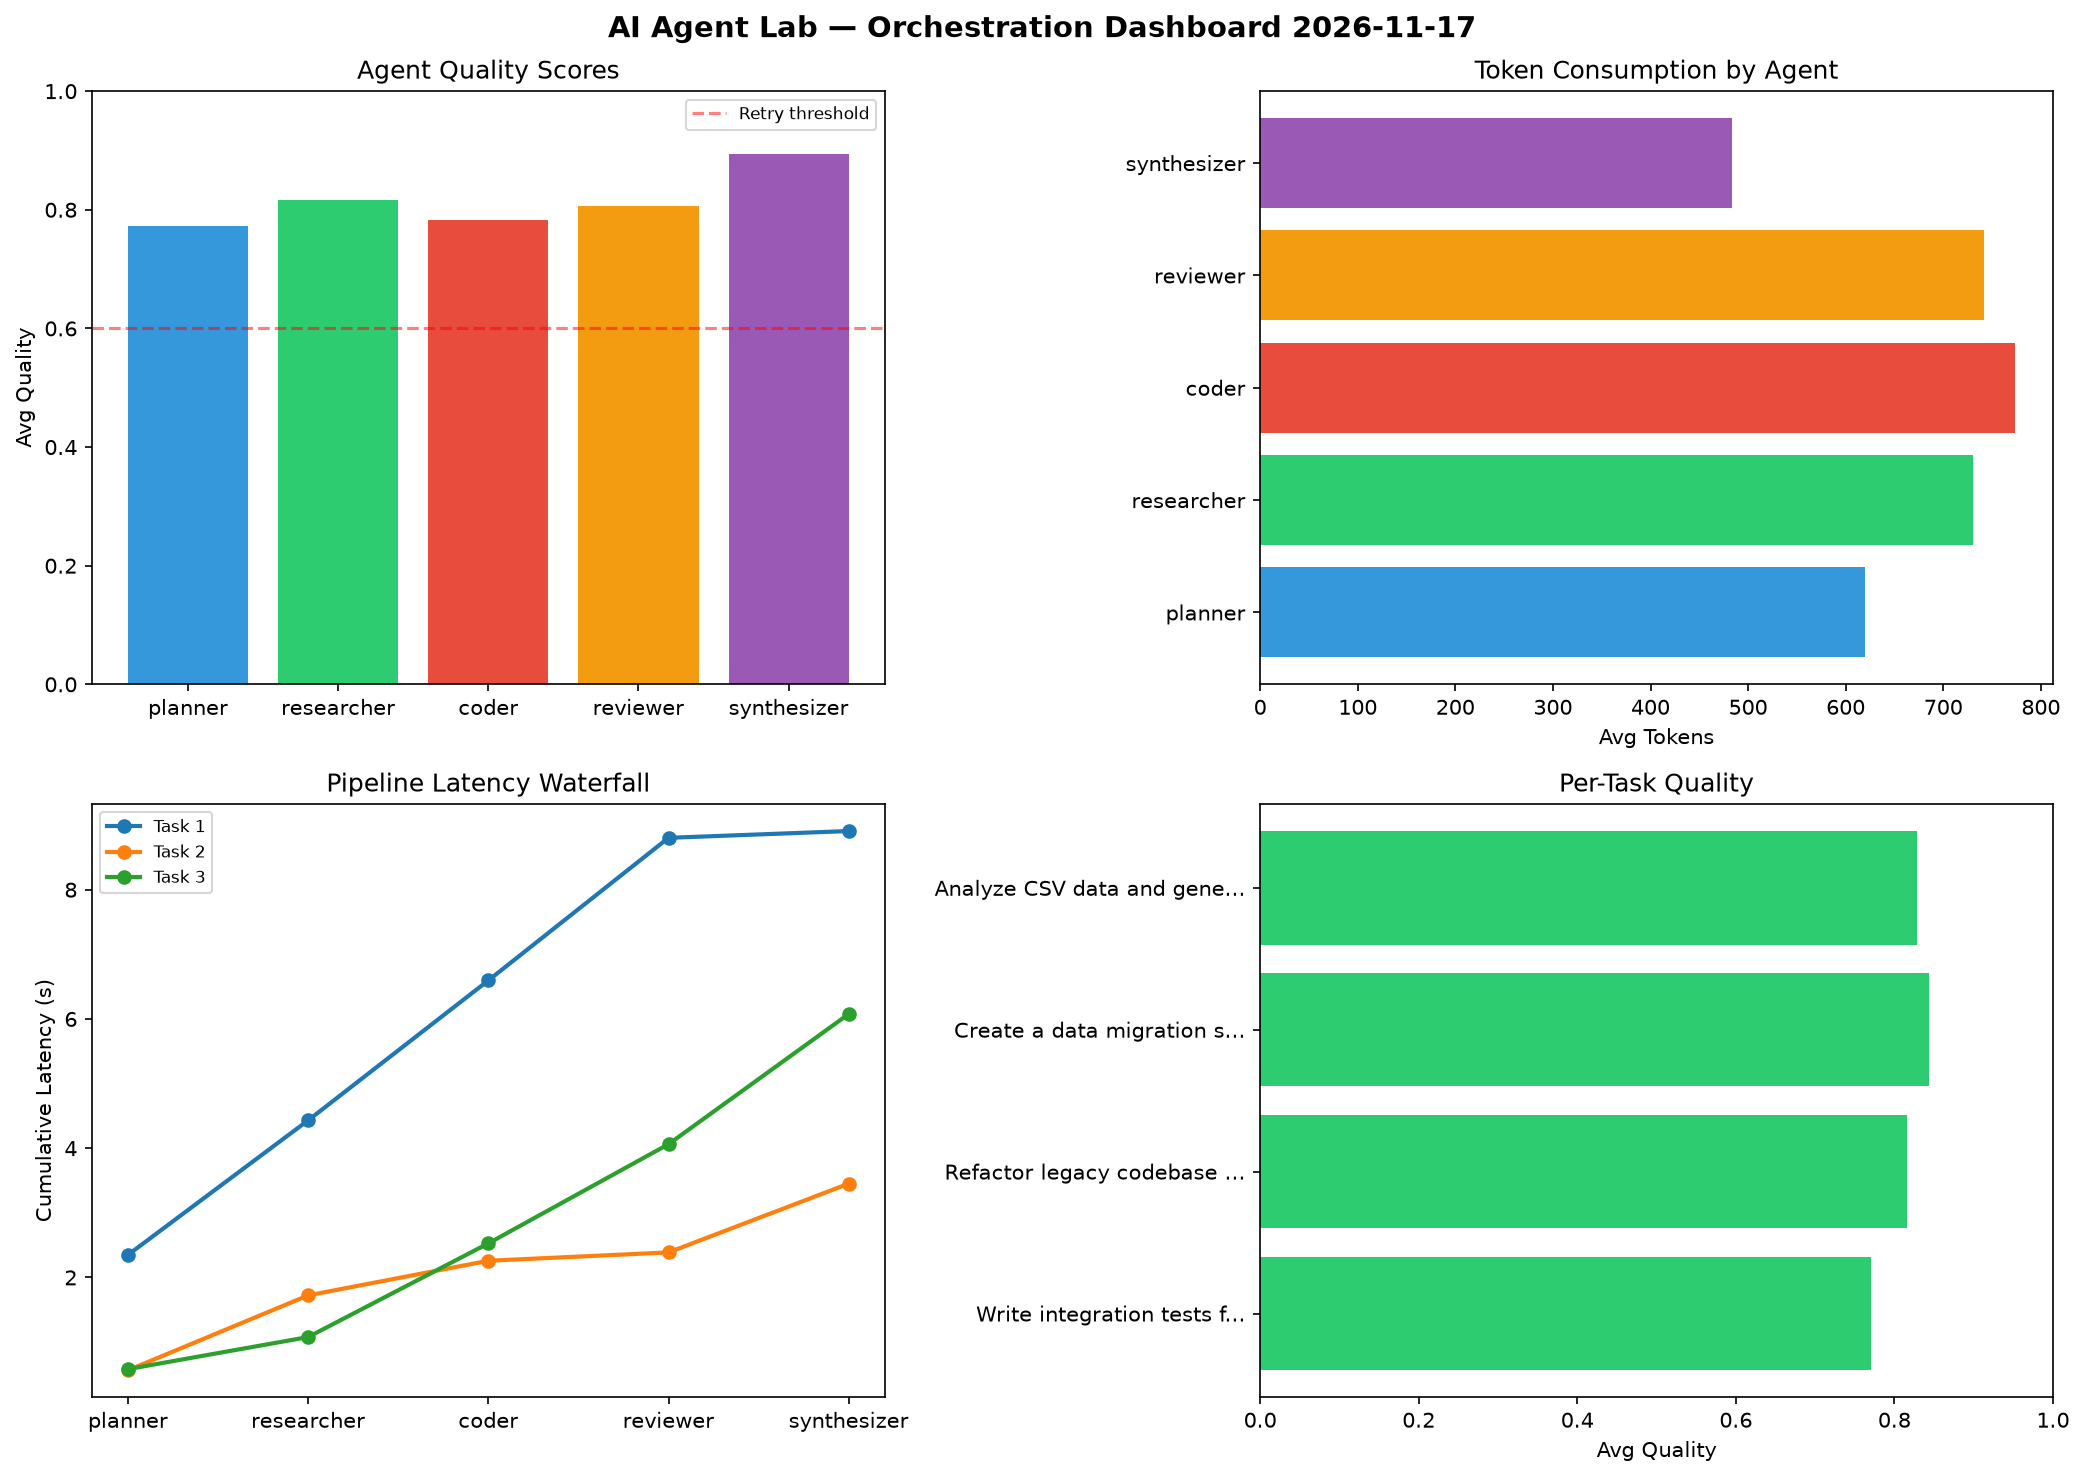 AI Agent Lab — Orchestration Dashboard 2026-11-17
Agent Quality Scores
Avg Quality
1.0
0.8
0.6
0.4
0.2
0.0
Retry threshold
planner researcher coder reviewer synthesizer
Token Consumption by Agent
synthesizer
reviewer
coder
researcher
planner
0 100 200 300 400 500 600 700 800
Avg Tokens
Pipeline Latency Waterfall
Cumulative Latency (s)
Task 1
Task 2
Task 3
8
6
4
2
planner researcher coder reviewer synthesizer
Per-Task Quality
Analyze CSV data and gene...
Create a data migration s...
Refactor legacy codebase ...
Write integration tests f...
0.0 0.2 0.4 0.6 0.8 1.0
Avg Quality